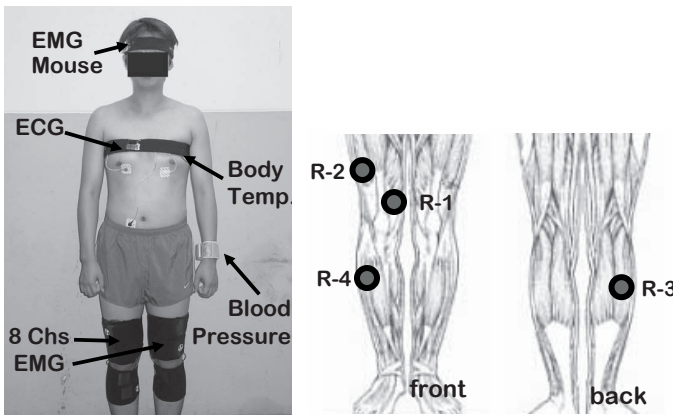 EMG
Mouse
ECG
Body
Temp.
Blood
Pressure
8 Chs
EMG
R-2
R-1
R-4
R-3
front
back